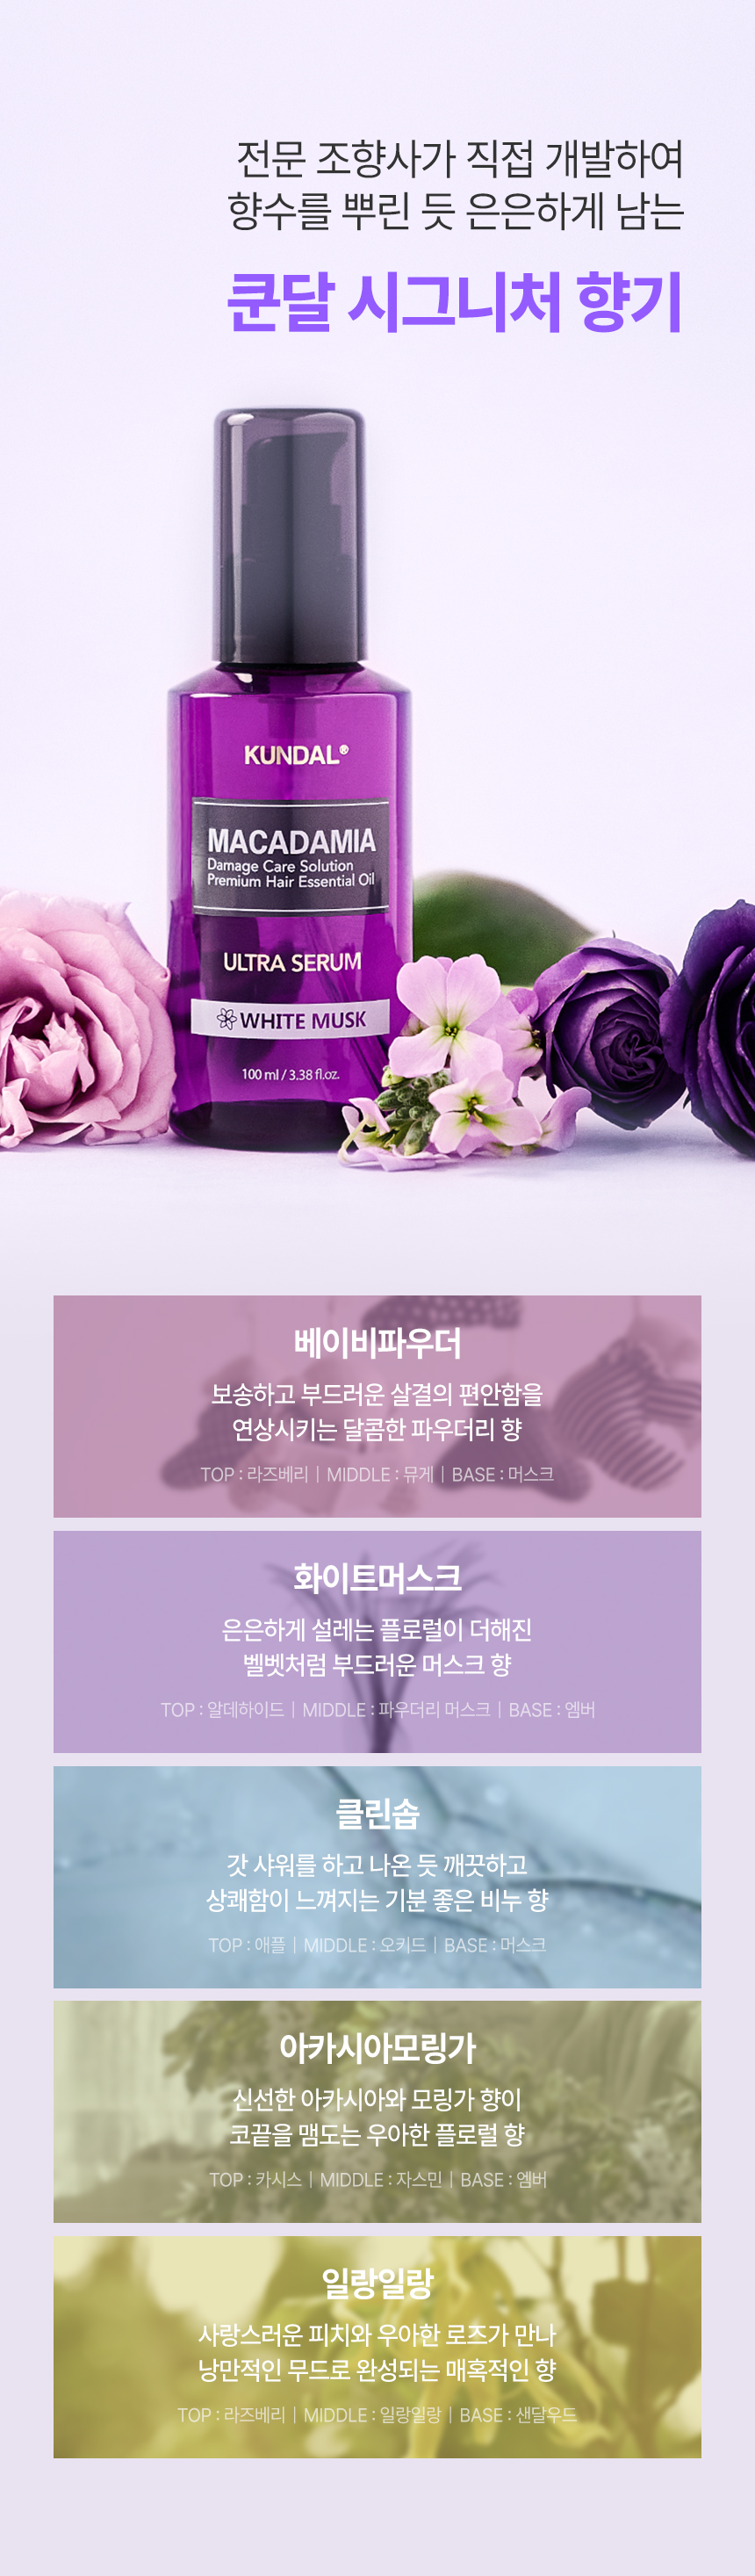 전문 조향사가 직접 개발하여
향수를 뿌린 듯 은은하게 남는
쿤달 시그니처 향기
KUNDAL®
MACADAMIA
Damage Care Solution
Premium Hair Essential Oil
ULTRA SERUM
WHITE MUSK
100 ml / 3.38 fl.oz.
베이비파우더
보송하고 부드러운 살결의 편안함을
연상시키는 달콤한 파우더리 향
TOP : 라즈베리 | MIDDLE : 뮤게 | BASE : 머스크
화이트머스크
은은하게 설레는 플로럴이 더해진
벨벳처럼 부드러운 머스크 향
TOP : 알데하이드 | MIDDLE : 파우더리 머스크 | BASE : 엠버
클린솝
갓 샤워를 하고 나온 듯 깨끗하고
상쾌함이 느껴지는 기분 좋은 비누 향
TOP : 애플 | MIDDLE : 오키드 | BASE : 머스크
아카시아모링가
신선한 아카시아와 모링가 향이
코끝을 맴도는 우아한 플로럴 향
TOP : 카시스 | MIDDLE : 자스민 | BASE : 엠버
일랑일랑
사랑스러운 피치와 우아한 로즈가 만나
낭만적인 무드로 완성되는 매혹적인 향
TOP : 라즈베리 | MIDDLE : 일랑일랑 | BASE : 샌달우드